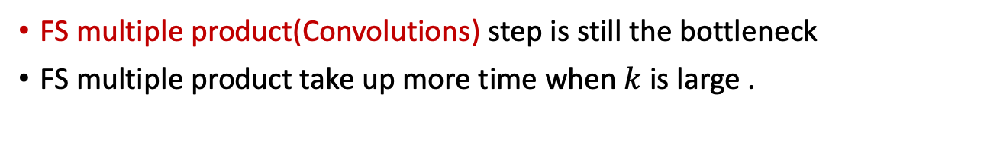 • FS multiple product(Convolutions) step is still the bottleneck
• FS multiple product take up more time when k is large .